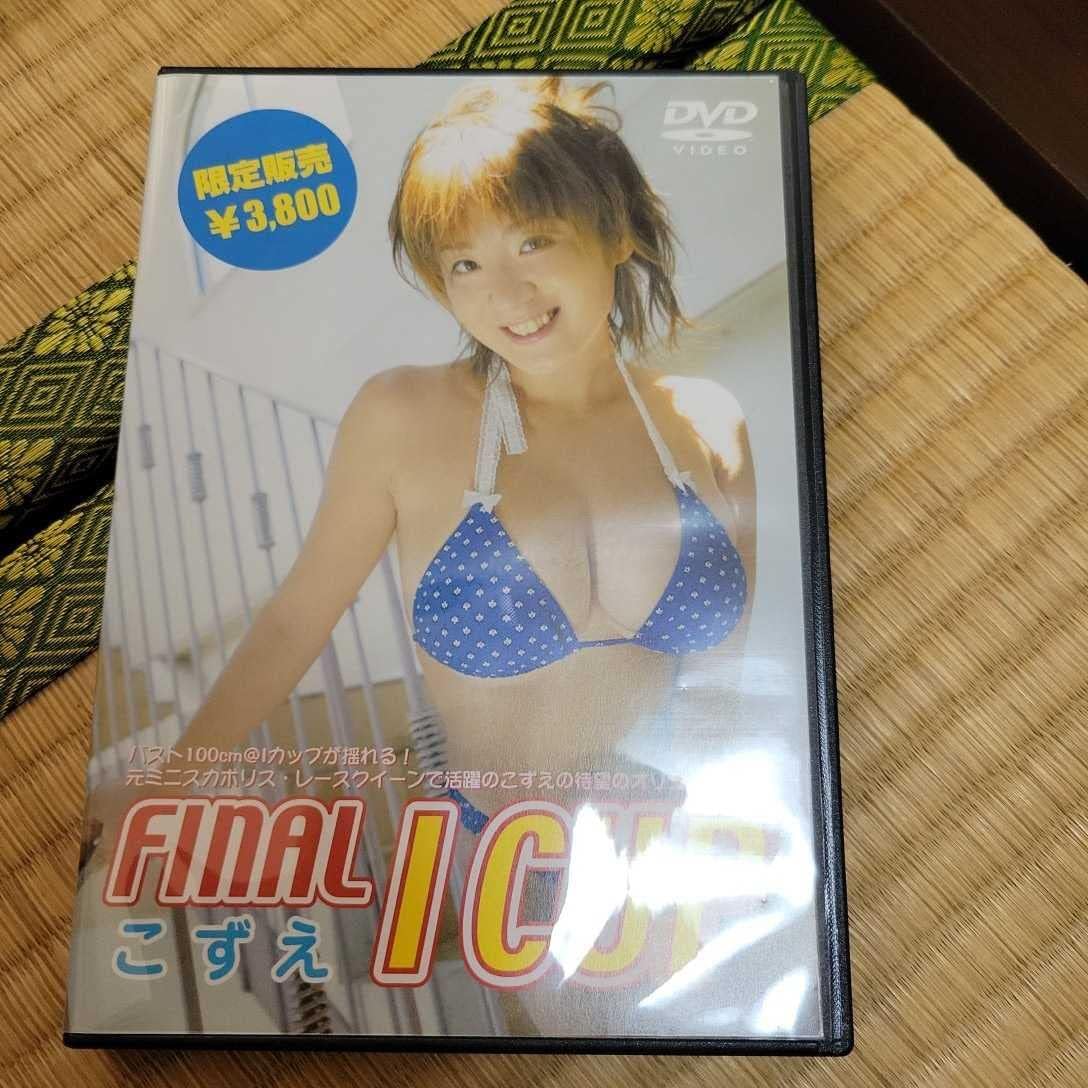 限定販売
¥3,800
DVD
VIDEO
バスト100cm@Iカップが揺れる!
元ミニスカポリス・レースクイーンで活躍のこずえの待望の
FINAL
I CUP
こずえ